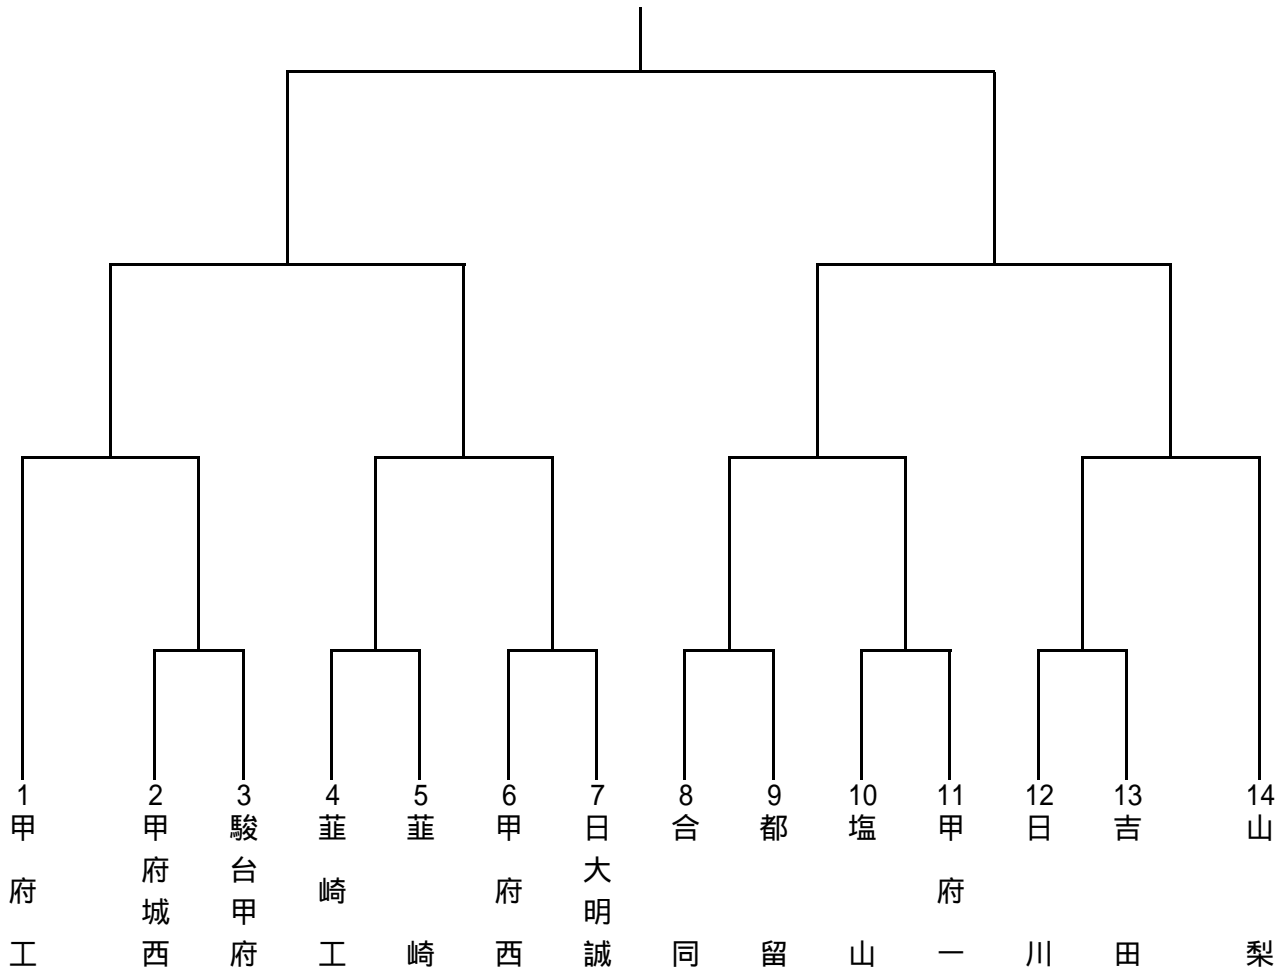 1 2 3 4 5 6 7 8 9 10 11 12 13 14
甲府工
甲府城西
駿台甲府
韮崎工
韮崎
甲府西
日大明誠
合同
都留
塩山
甲府一
日川
吉田
山梨